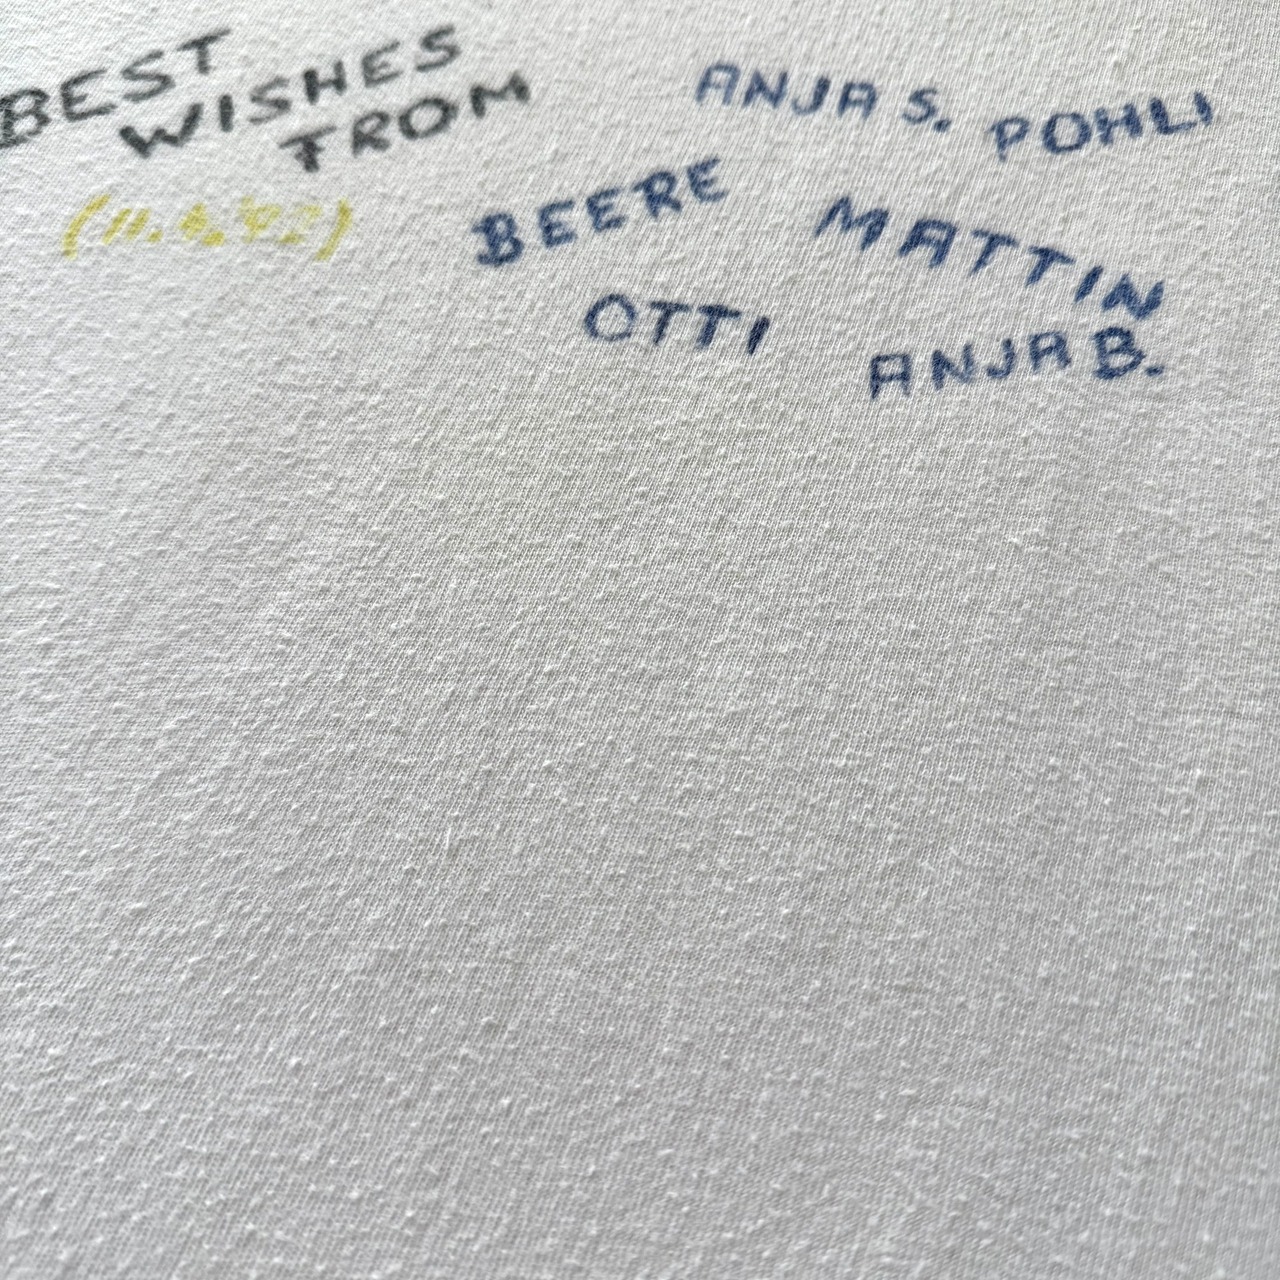 BEST
WISHES
FROM
ANJA S. POHLI
BEERE MATTIN
OTTI ANJA B.